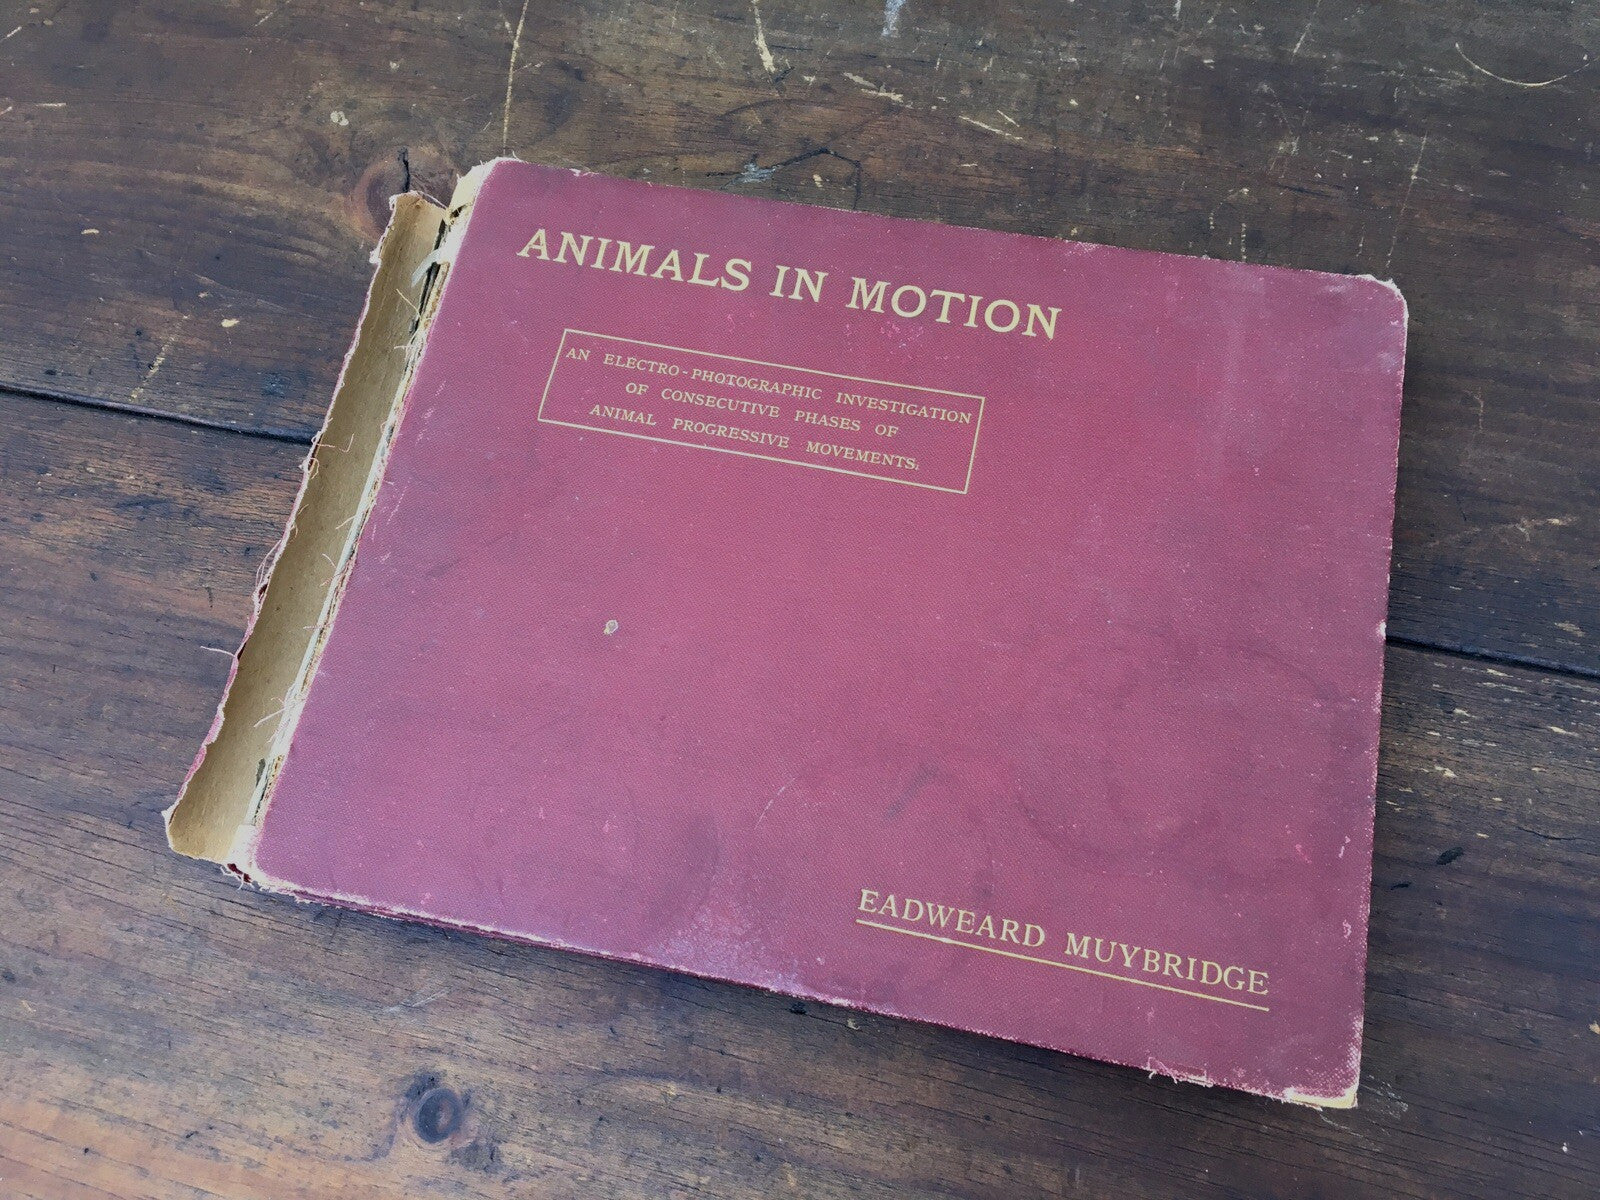 ANIMALS IN MOTION
AN ELECTRO-PHOTOGRAPHIC INVESTIGATION
OF CONSECUTIVE PHASES OF
ANIMAL PROGRESSIVE MOVEMENTS.
EADWEARD MUYBRIDGE